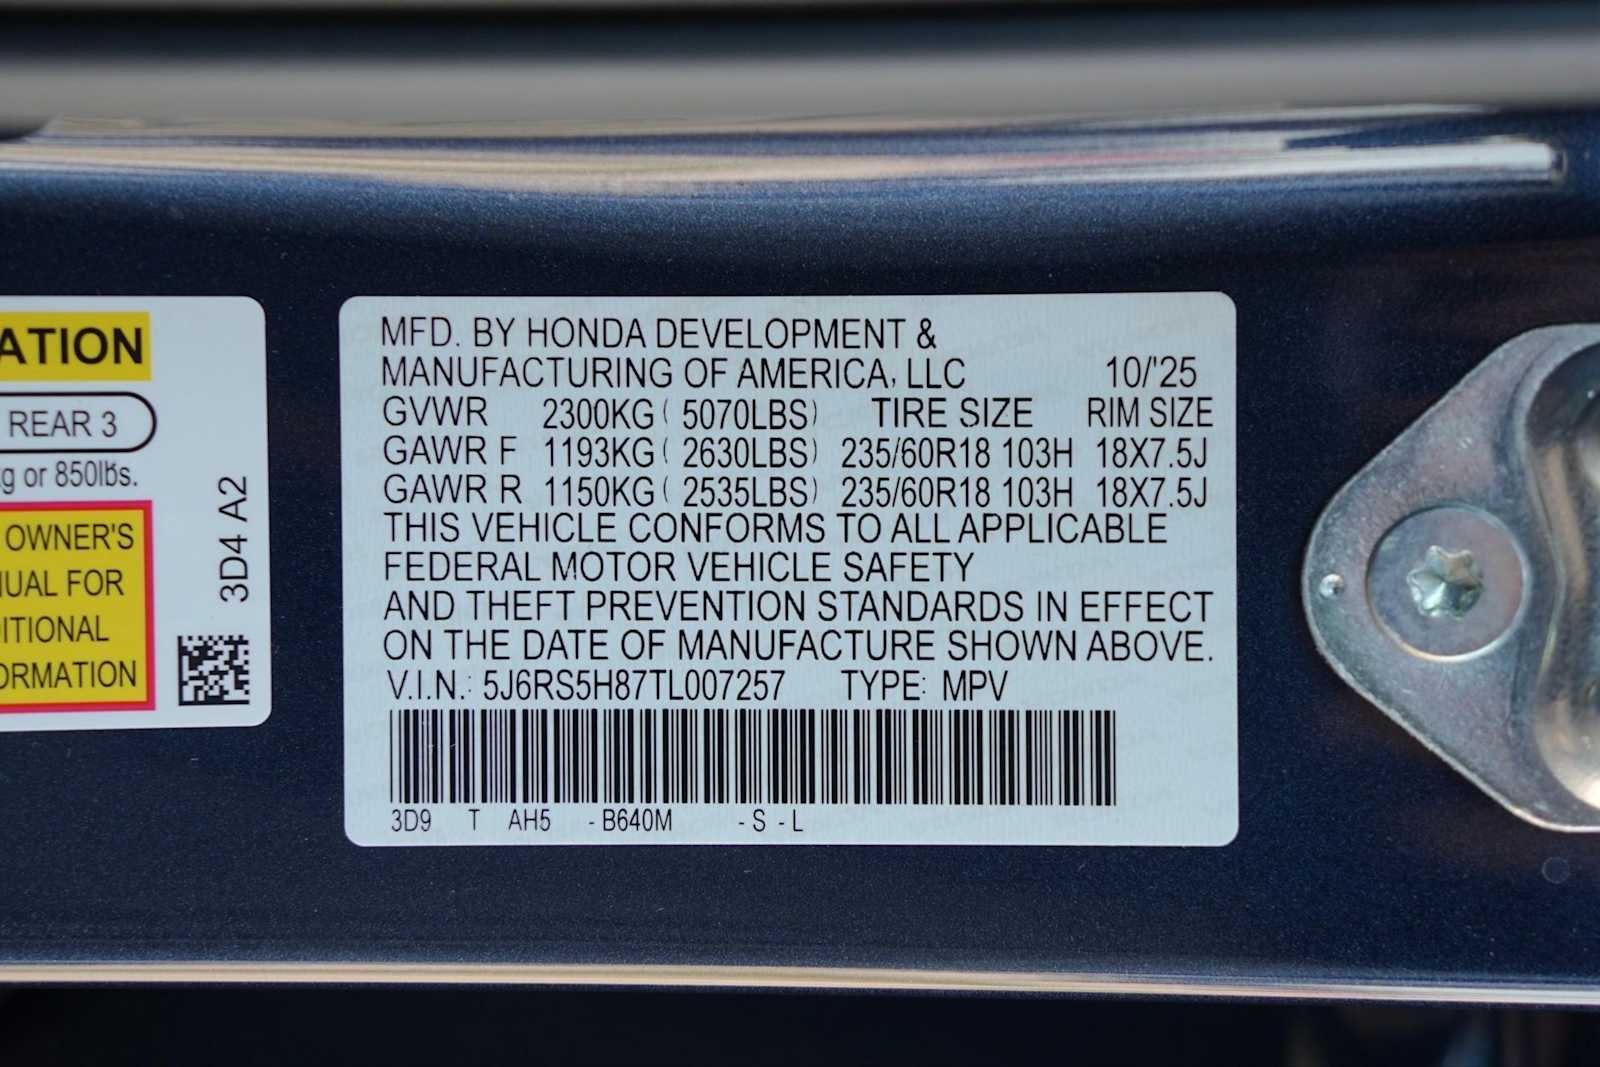 ATION
REAR 3
kg or 850lbs.
OWNER'S
NUAL FOR
DITIONAL
ORMATION
3D4 A2
MFD. BY HONDA DEVELOPMENT &
MANUFACTURING OF AMERICA, LLC 10/'25
GVWR 2300KG ( 5070LBS) TIRE SIZE RIM SIZE
GAWR F 1193KG ( 2630LBS) 235/60R18 103H 18X7.5J
GAWR R 1150KG ( 2535LBS) 235/60R18 103H 18X7.5J
THIS VEHICLE CONFORMS TO ALL APPLICABLE
FEDERAL MOTOR VEHICLE SAFETY
AND THEFT PREVENTION STANDARDS IN EFFECT
ON THE DATE OF MANUFACTURE SHOWN ABOVE.
V.I.N.: 5J6RS5H87TL007257 TYPE: MPV
3D9 T AH5 - B640M - S - L